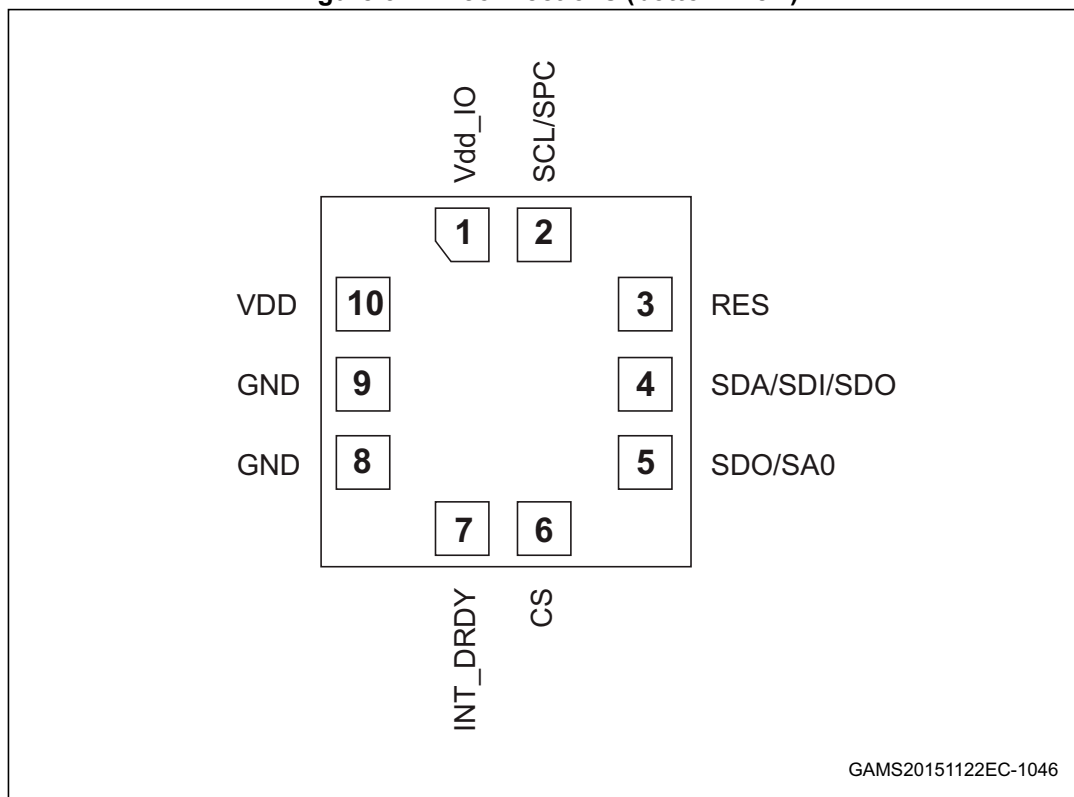 Vdd_IO
SCL/SPC
1
2
VDD
10
3
RES
GND
9
4
SDA/SDI/SDO
GND
8
5
SDO/SA0
7
6
INT_DRDY
CS
GAMS20151122EC-1046